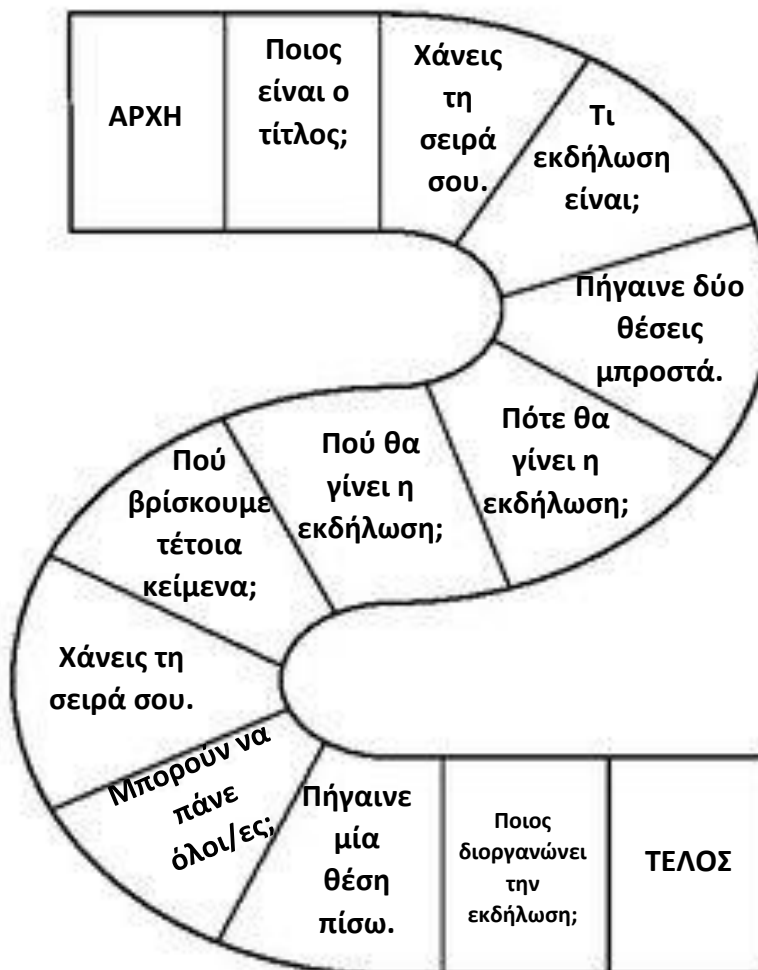 ΑΡΧΗ
Ποιος
είναι ο
τίτλος;
Χάνεις
τη
σειρά
σου.
Τι
εκδήλωση
είναι;
Πήγαινε δύο
θέσεις
μπροστά.
Πότε θα
γίνει η
εκδήλωση;
Πού θα
γίνει η
εκδήλωση;
Πού
βρίσκουμε
τέτοια
κείμενα;
Χάνεις τη
σειρά σου.
Μπορούν να
πάνε
όλοι/ες;
Πήγαινε
μία
θέση
πίσω.
Ποιος
διοργανώνει
την
εκδήλωση;
ΤΕΛΟΣ